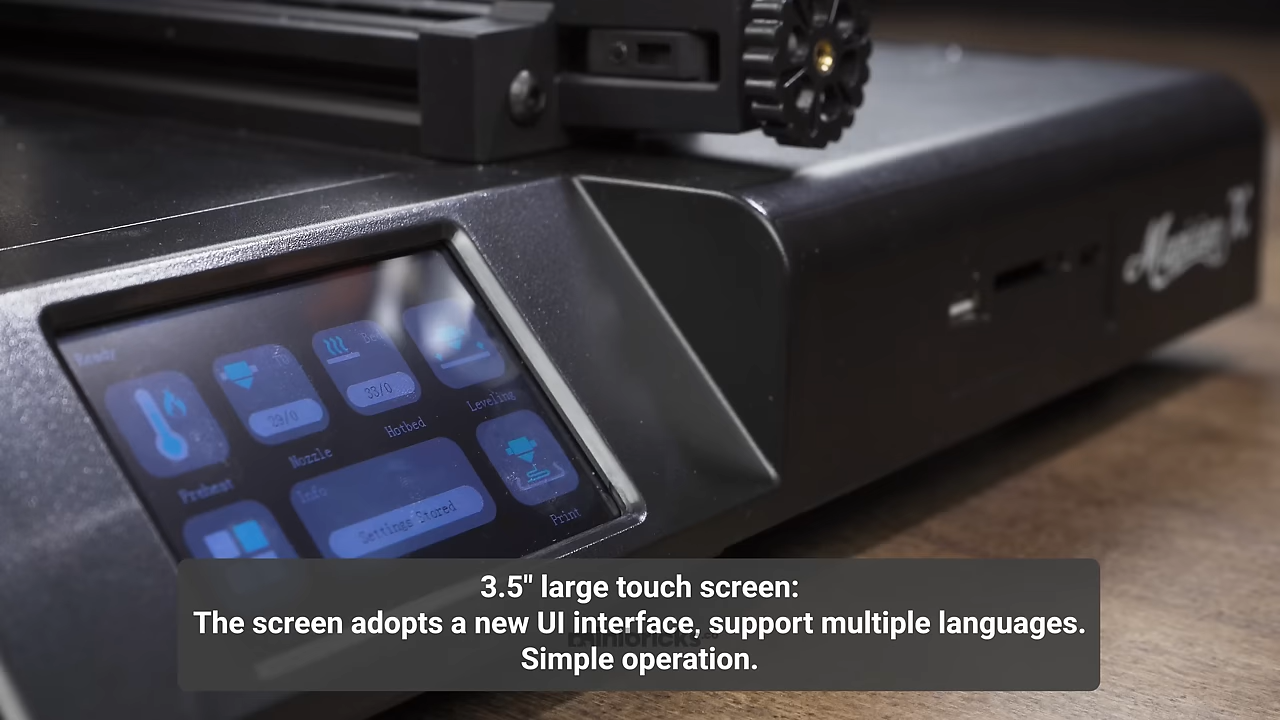 Ready
29/0
33/0
Leveling
Hotbed
Nozzle
Preheat
Info
Settings Stored
Print
Magician X
3.5" large touch screen:
The screen adopts a new UI interface, support multiple languages.
Simple operation.